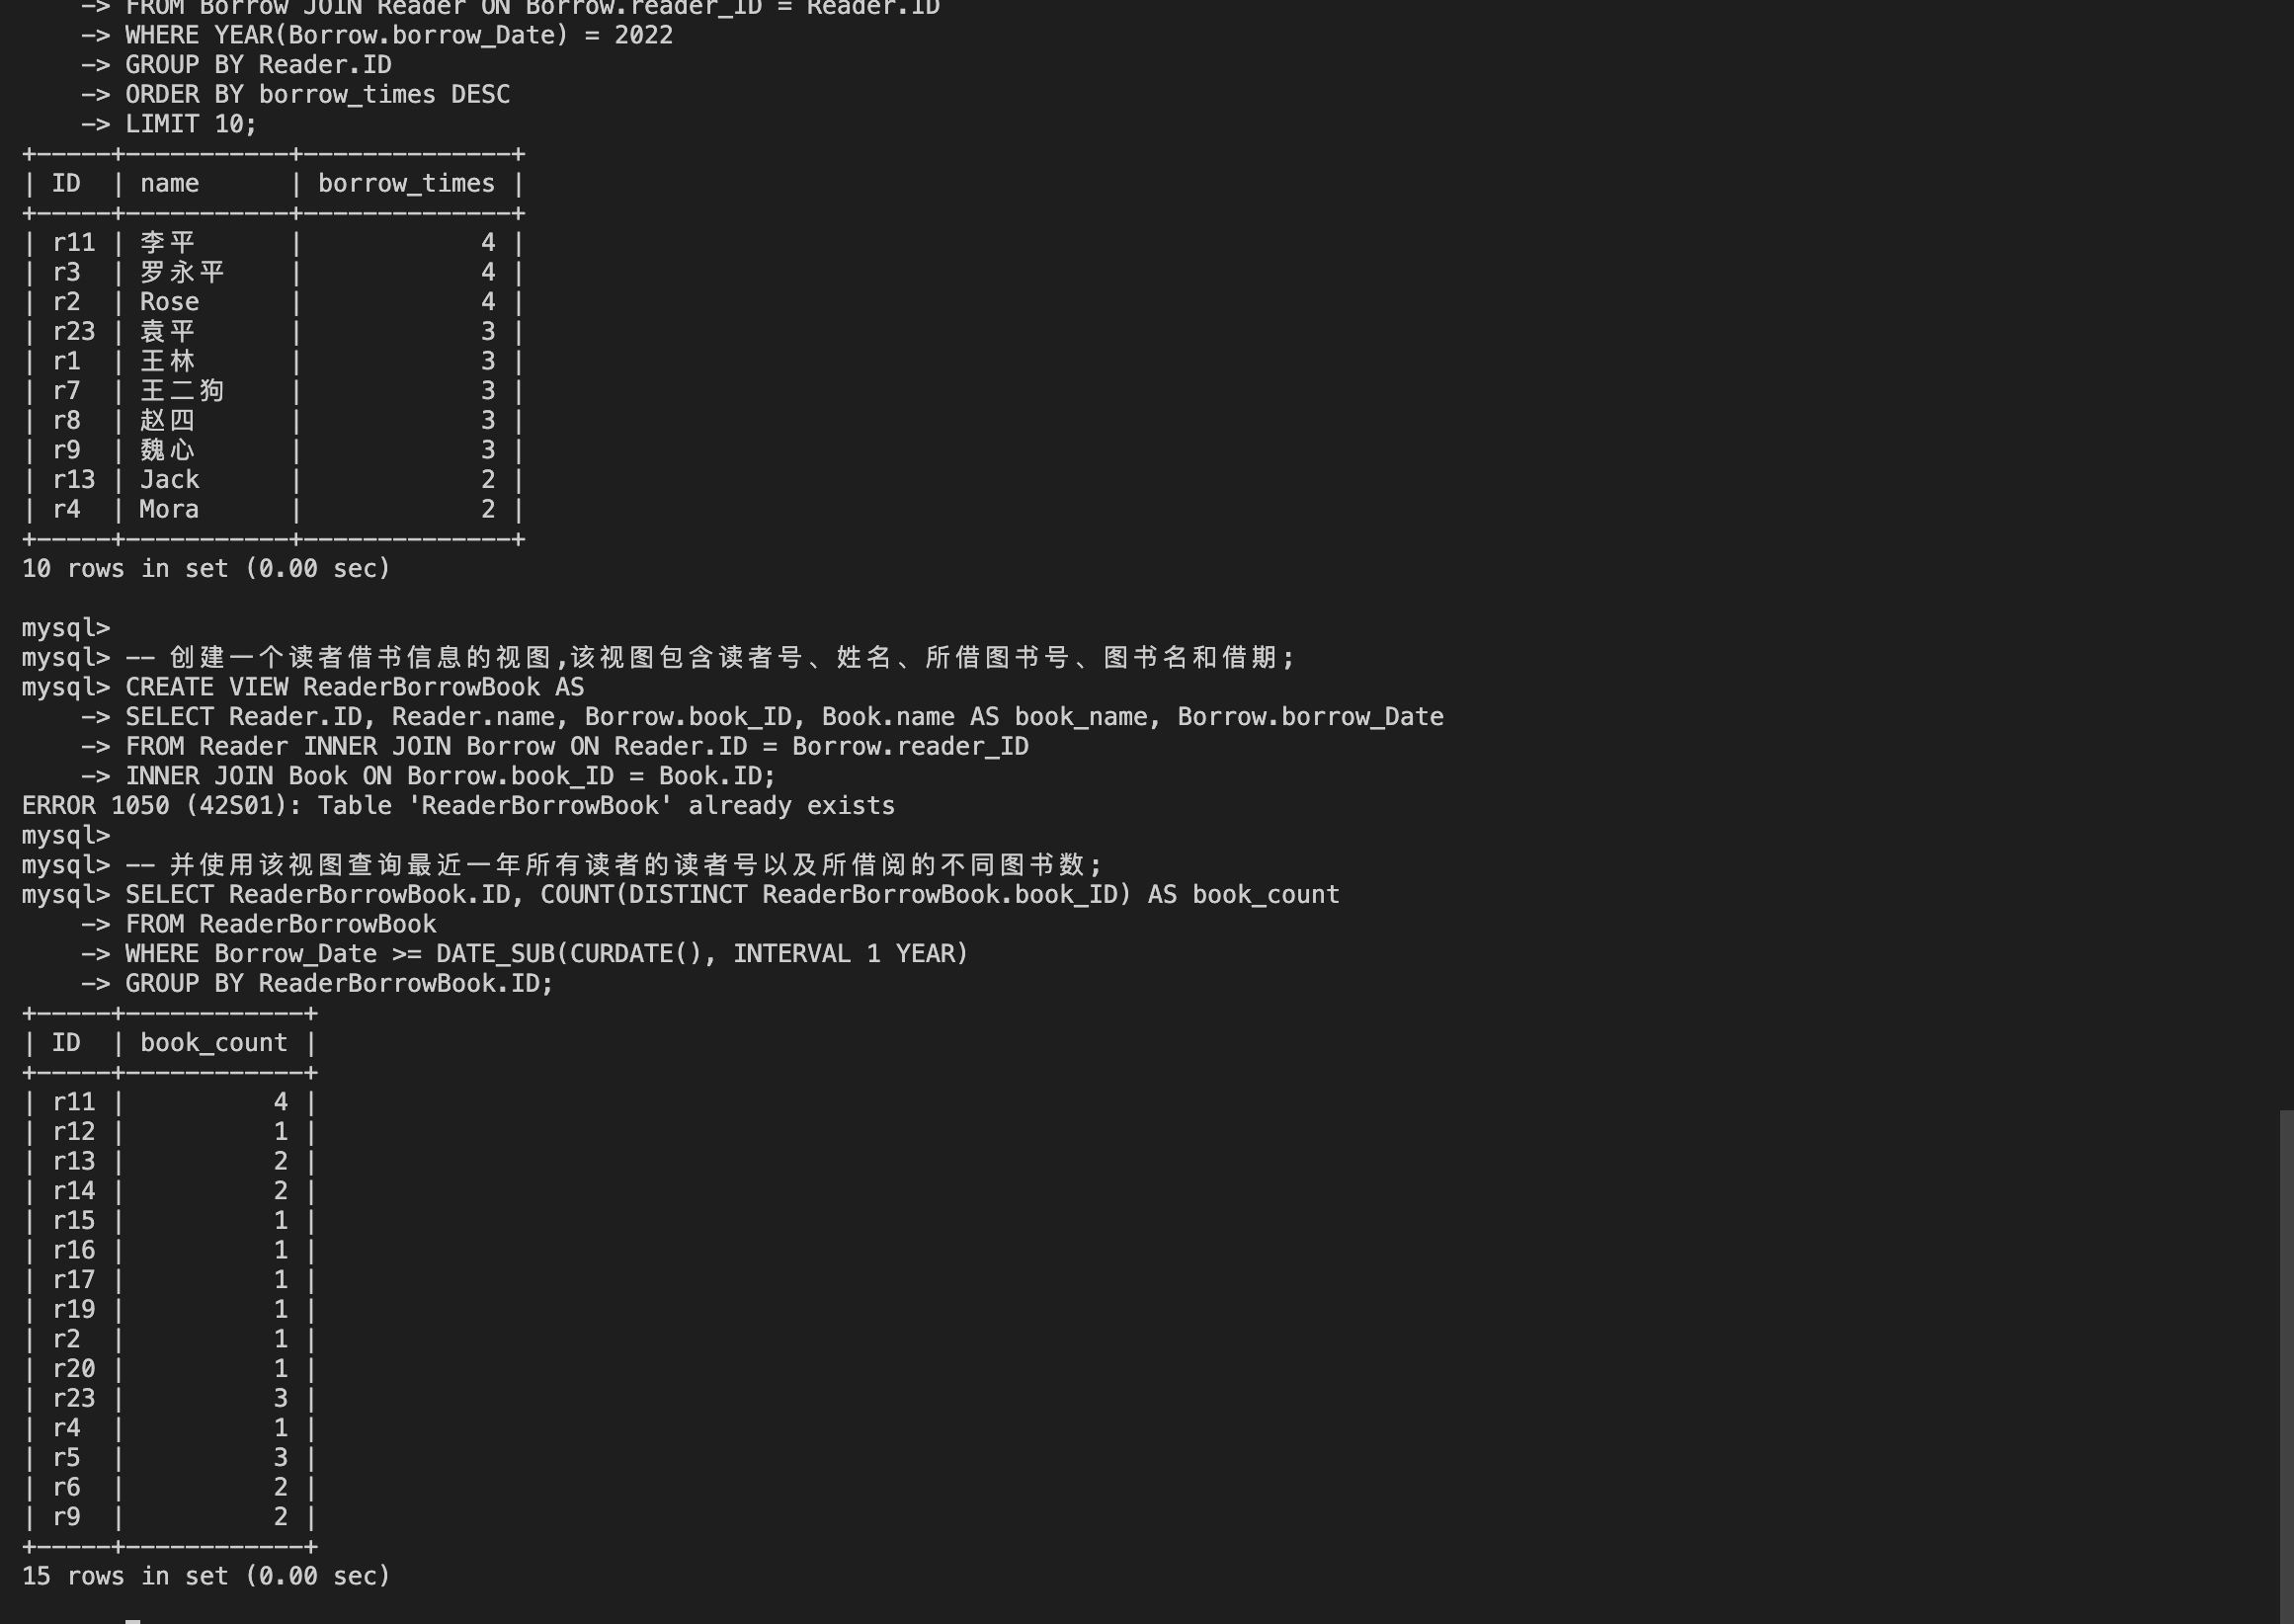 -> FROM Borrow JOIN Reader ON Borrow.reader_ID = Reader.ID
-> WHERE YEAR(Borrow.borrow_Date) = 2022
-> GROUP BY Reader.ID
-> ORDER BY borrow_times DESC
-> LIMIT 10;
+-----+-----------+--------------+
| ID  | name      | borrow_times |
+-----+-----------+--------------+
| r11 | 李平       |            4 |
| r3  | 罗永平     |            4 |
| r2  | Rose      |            4 |
| r23 | 袁平       |            3 |
| r1  | 王林       |            3 |
| r7  | 王二狗     |            3 |
| r8  | 赵四       |            3 |
| r9  | 魏心       |            3 |
| r13 | Jack      |            2 |
| r4  | Mora      |            2 |
+-----+-----------+--------------+
10 rows in set (0.00 sec)
mysql>
mysql> -- 创建一个读者借书信息的视图,该视图包含读者号、姓名、所借图书号、图书名和借期;
mysql> CREATE VIEW ReaderBorrowBook AS
-> SELECT Reader.ID, Reader.name, Borrow.book_ID, Book.name AS book_name, Borrow.borrow_Date
-> FROM Reader INNER JOIN Borrow ON Reader.ID = Borrow.reader_ID
-> INNER JOIN Book ON Borrow.book_ID = Book.ID;
ERROR 1050 (42S01): Table 'ReaderBorrowBook' already exists
mysql>
mysql> -- 并使用该视图查询最近一年所有读者的读者号以及所借阅的不同图书数;
mysql> SELECT ReaderBorrowBook.ID, COUNT(DISTINCT ReaderBorrowBook.book_ID) AS book_count
-> FROM ReaderBorrowBook
-> WHERE Borrow_Date >= DATE_SUB(CURDATE(), INTERVAL 1 YEAR)
-> GROUP BY ReaderBorrowBook.ID;
+-----+------------+
| ID  | book_count |
+-----+------------+
| r11 |          4 |
| r12 |          1 |
| r13 |          2 |
| r14 |          2 |
| r15 |          1 |
| r16 |          1 |
| r17 |          1 |
| r19 |          1 |
| r2  |          1 |
| r20 |          1 |
| r23 |          3 |
| r4  |          1 |
| r5  |          3 |
| r6  |          2 |
| r9  |          2 |
+-----+------------+
15 rows in set (0.00 sec)